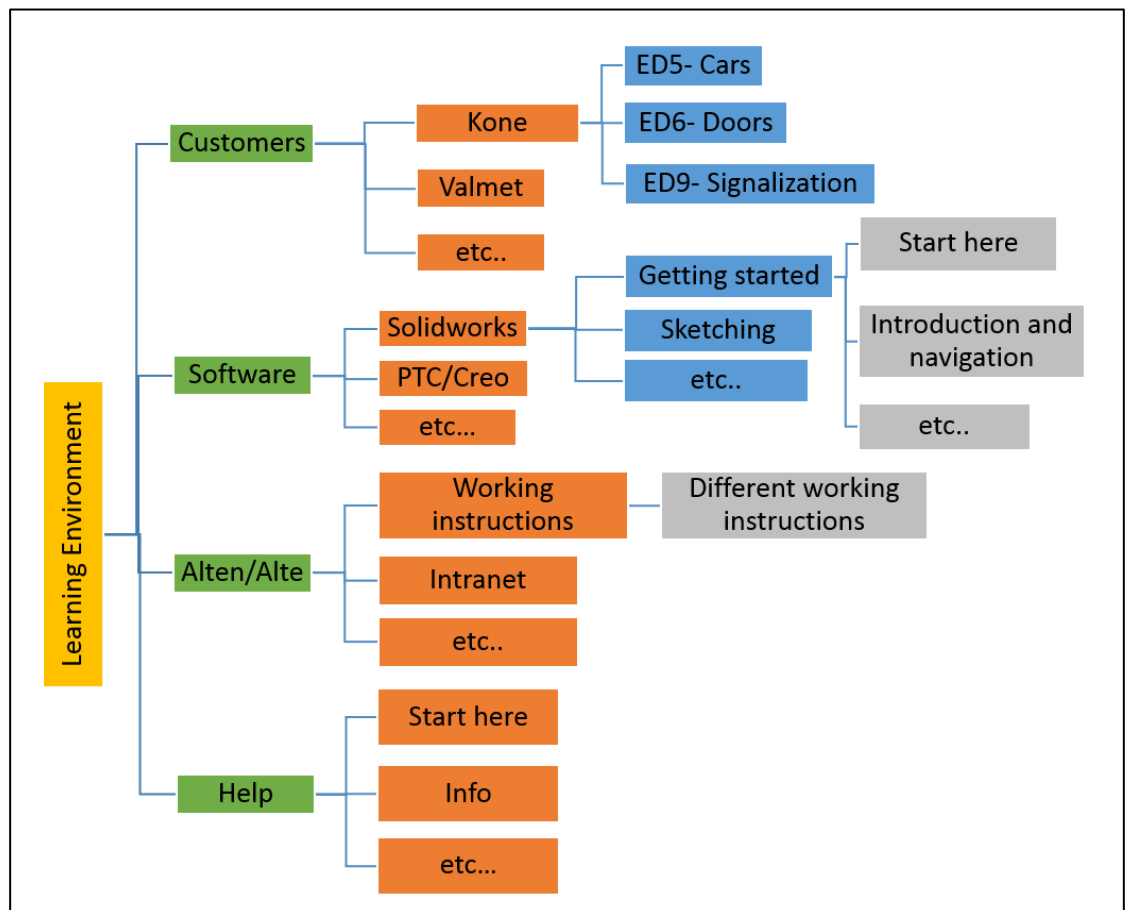 Learning Environment
Customers
Kone
ED5- Cars
ED6- Doors
ED9- Signalization
Valmet
etc..
Software
Solidworks
Getting started
Start here
Introduction and
navigation
etc..
Sketching
etc..
PTC/Creo
etc...
Alten/Alte
Working
instructions
Different working
instructions
Intranet
etc..
Help
Start here
Info
etc...